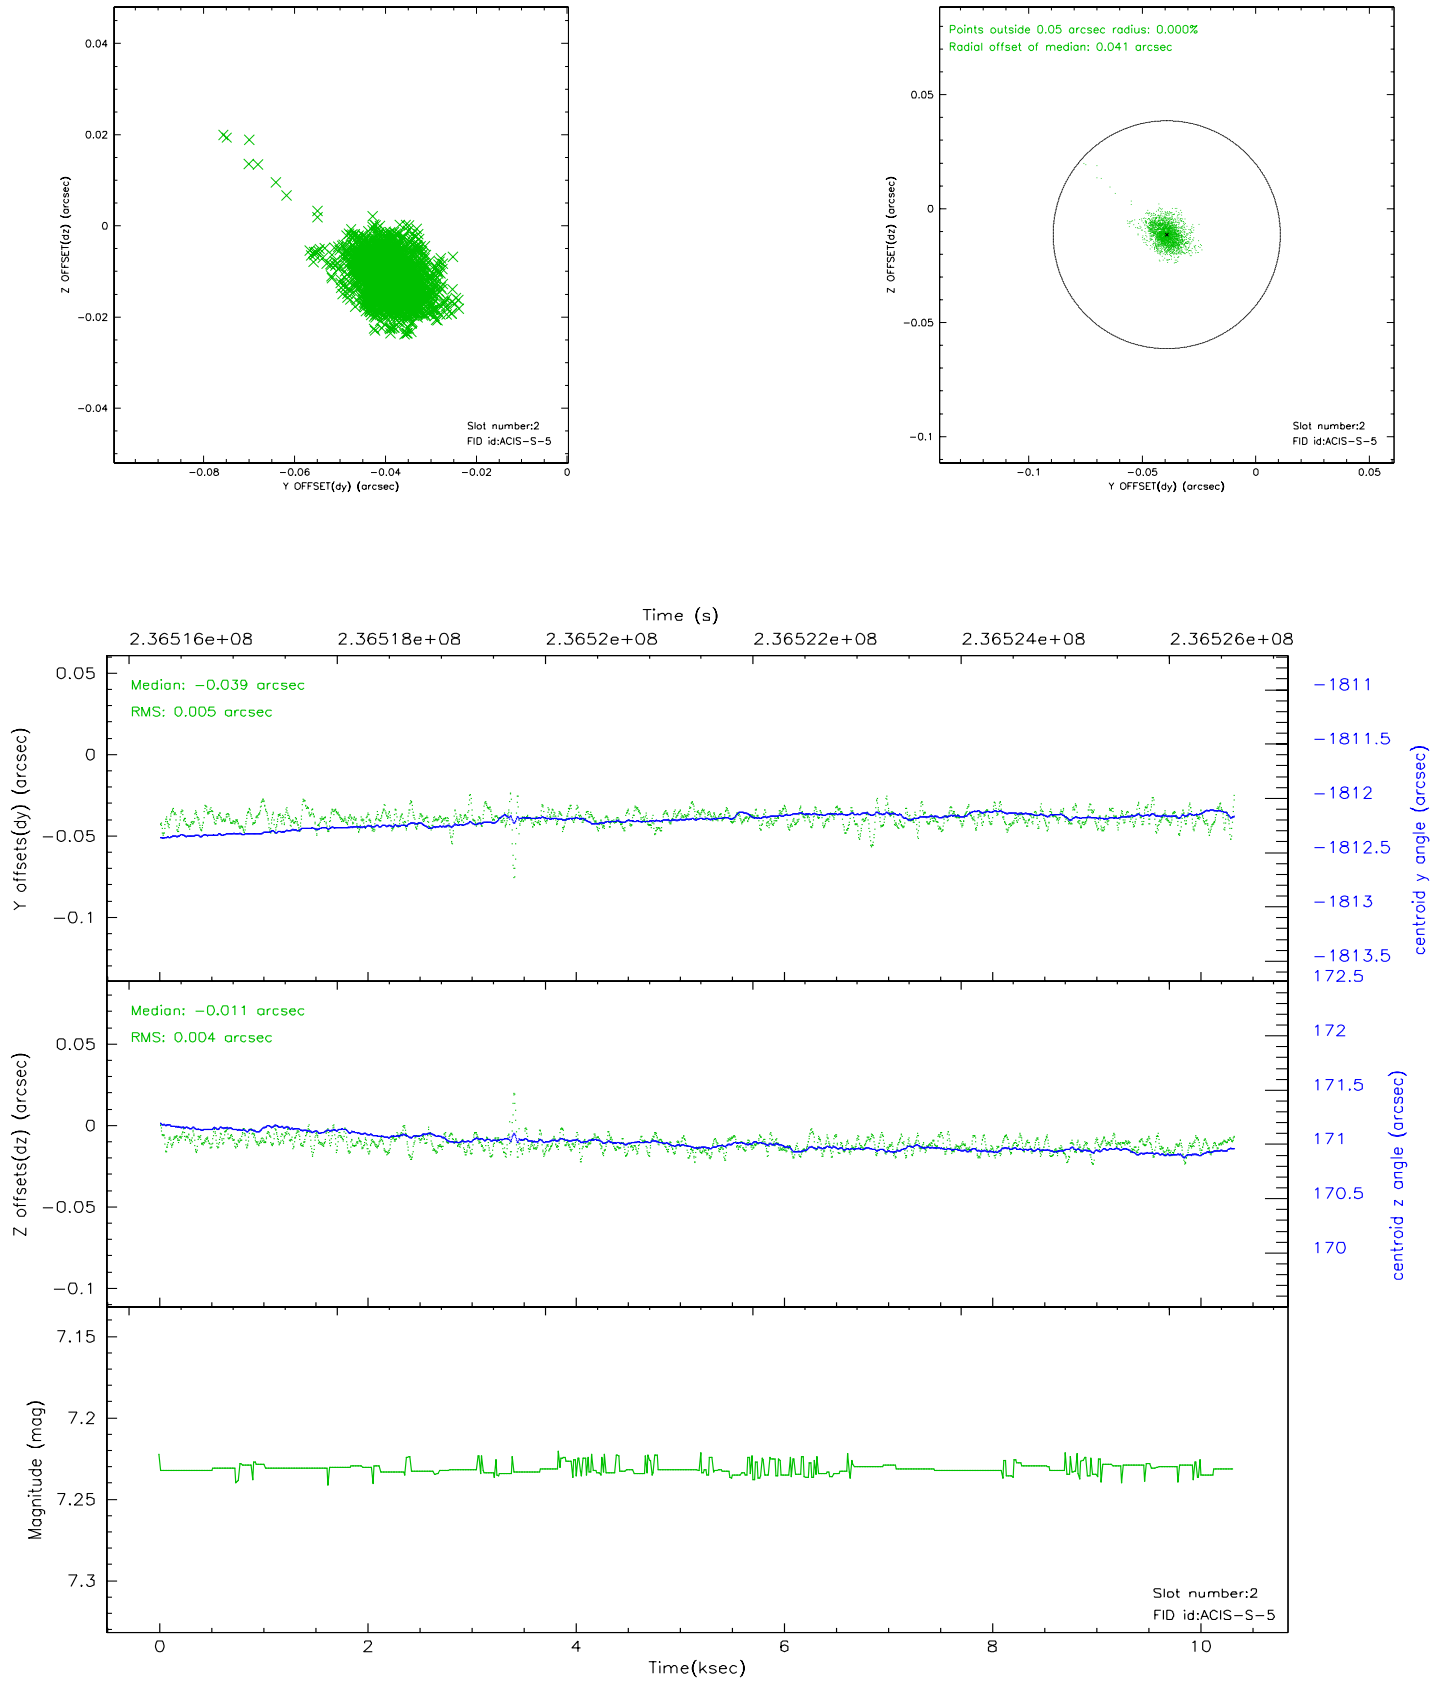 0.04
0.02
0
-0.02
-0.04
Z OFFSET(dz) (arcsec)
Slot number:2
FID id:ACIS-S-5
-0.08
-0.06
-0.04
-0.02
0
Y OFFSET(dy) (arcsec)
Points outside 0.05 arcsec radius: 0.000%
Radial offset of median: 0.041 arcsec
0.05
0
-0.05
-0.1
Z OFFSET(dz) (arcsec)
Slot number:2
FID id:ACIS-S-5
-0.1
-0.05
0
0.05
Y OFFSET(dy) (arcsec)
Time (s)
2.36516e+08
2.36518e+08
2.3652e+08
2.36522e+08
2.36524e+08
2.36526e+08
Median: -0.039 arcsec
RMS: 0.005 arcsec
0.05
0
-0.05
-0.1
Y offsets(dy) (arcsec)
-1811
-1811.5
-1812
-1812.5
-1813
-1813.5
centroid y angle (arcsec)
Median: -0.011 arcsec
RMS: 0.004 arcsec
0.05
0
-0.05
-0.1
Z offsets(dz) (arcsec)
172.5
172
171.5
171
170.5
170
centroid z angle (arcsec)
7.15
7.2
7.25
7.3
Magnitude (mag)
Slot number:2
FID id:ACIS-S-5
0
2
4
6
8
10
Time(ksec)